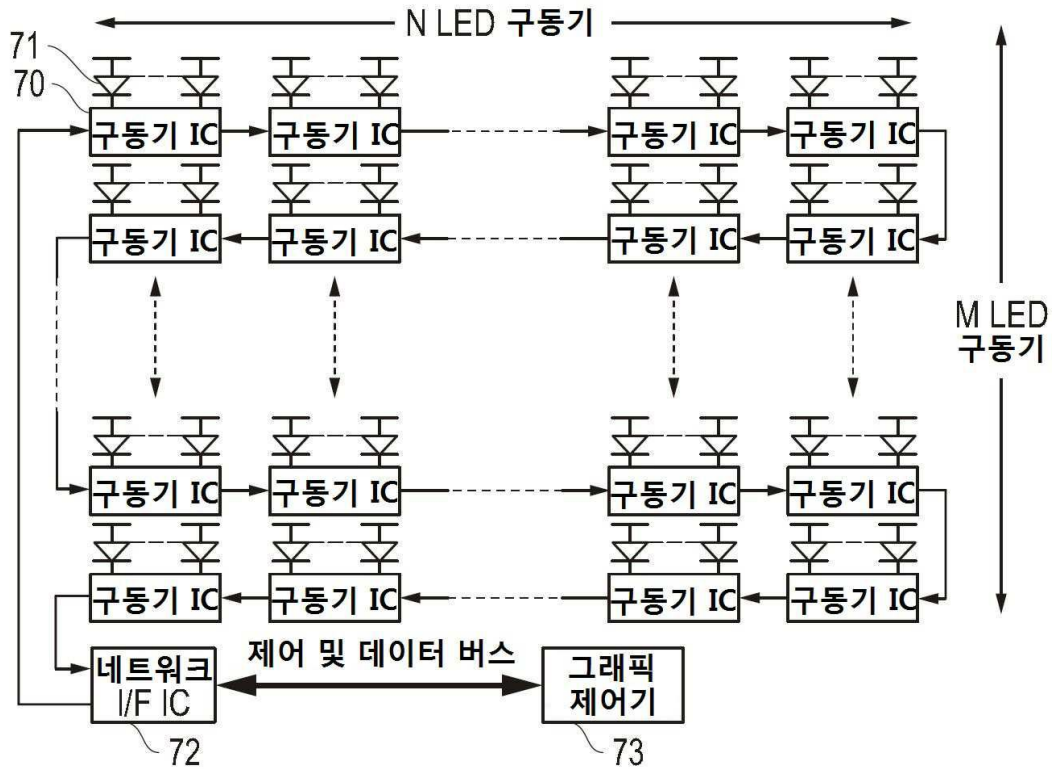 N LED 구동기
71
70
구동기 IC 구동기 IC 구동기 IC 구동기 IC
구동기 IC 구동기 IC 구동기 IC 구동기 IC
M LED
구동기
구동기 IC 구동기 IC 구동기 IC 구동기 IC
구동기 IC 구동기 IC 구동기 IC 구동기 IC
제어 및 데이터 버스
네트워크
I/F IC
그래픽
제어기
72
73